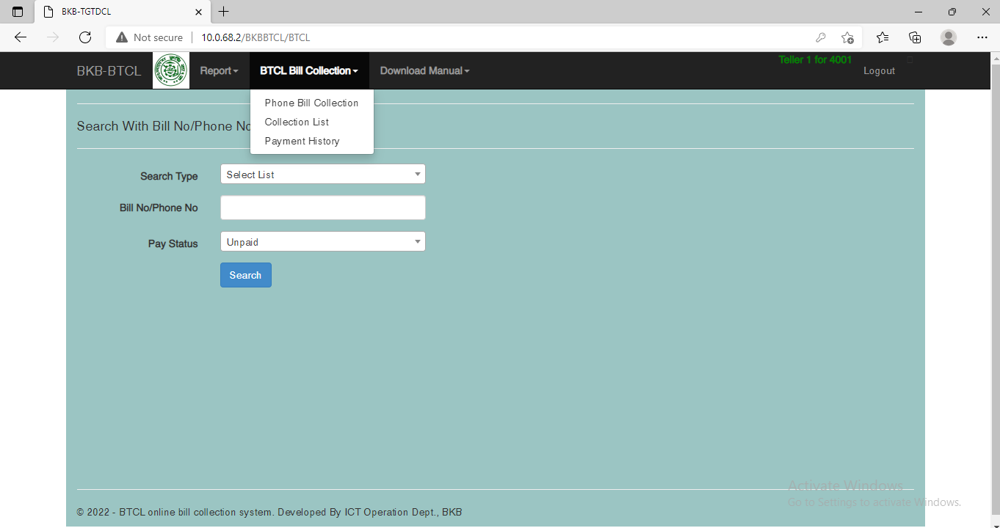 BKB-TGTDCL
Not secure 10.0.68.2/BKBBTCL/BTCL
Teller 1 for 4001
BKB-BTCL Report BTCL Bill Collection Download Manual Logout
Phone Bill Collection
Collection List
Payment History
Search With Bill No/Phone No
Search Type Select List
Bill No/Phone No
Pay Status Unpaid
Search
Activate Windows
Go to Settings to activate Windows.
© 2022 - BTCL online bill collection system. Developed By ICT Operation Dept., BKB